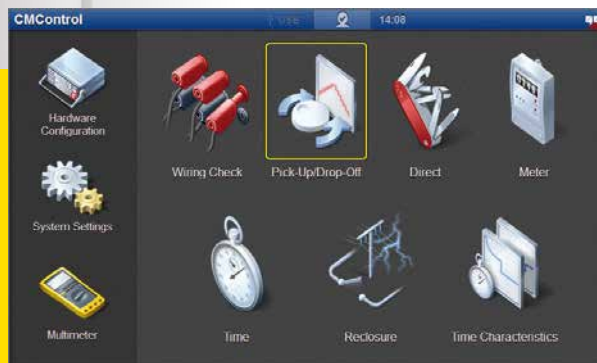 CMControl
USB
14:08
Hardware
Configuration
Wiring Check
Pick-Up/Drop-Off
Direct
Meter
System Settings
Multimeter
Time
Reclosure
Time Characteristics